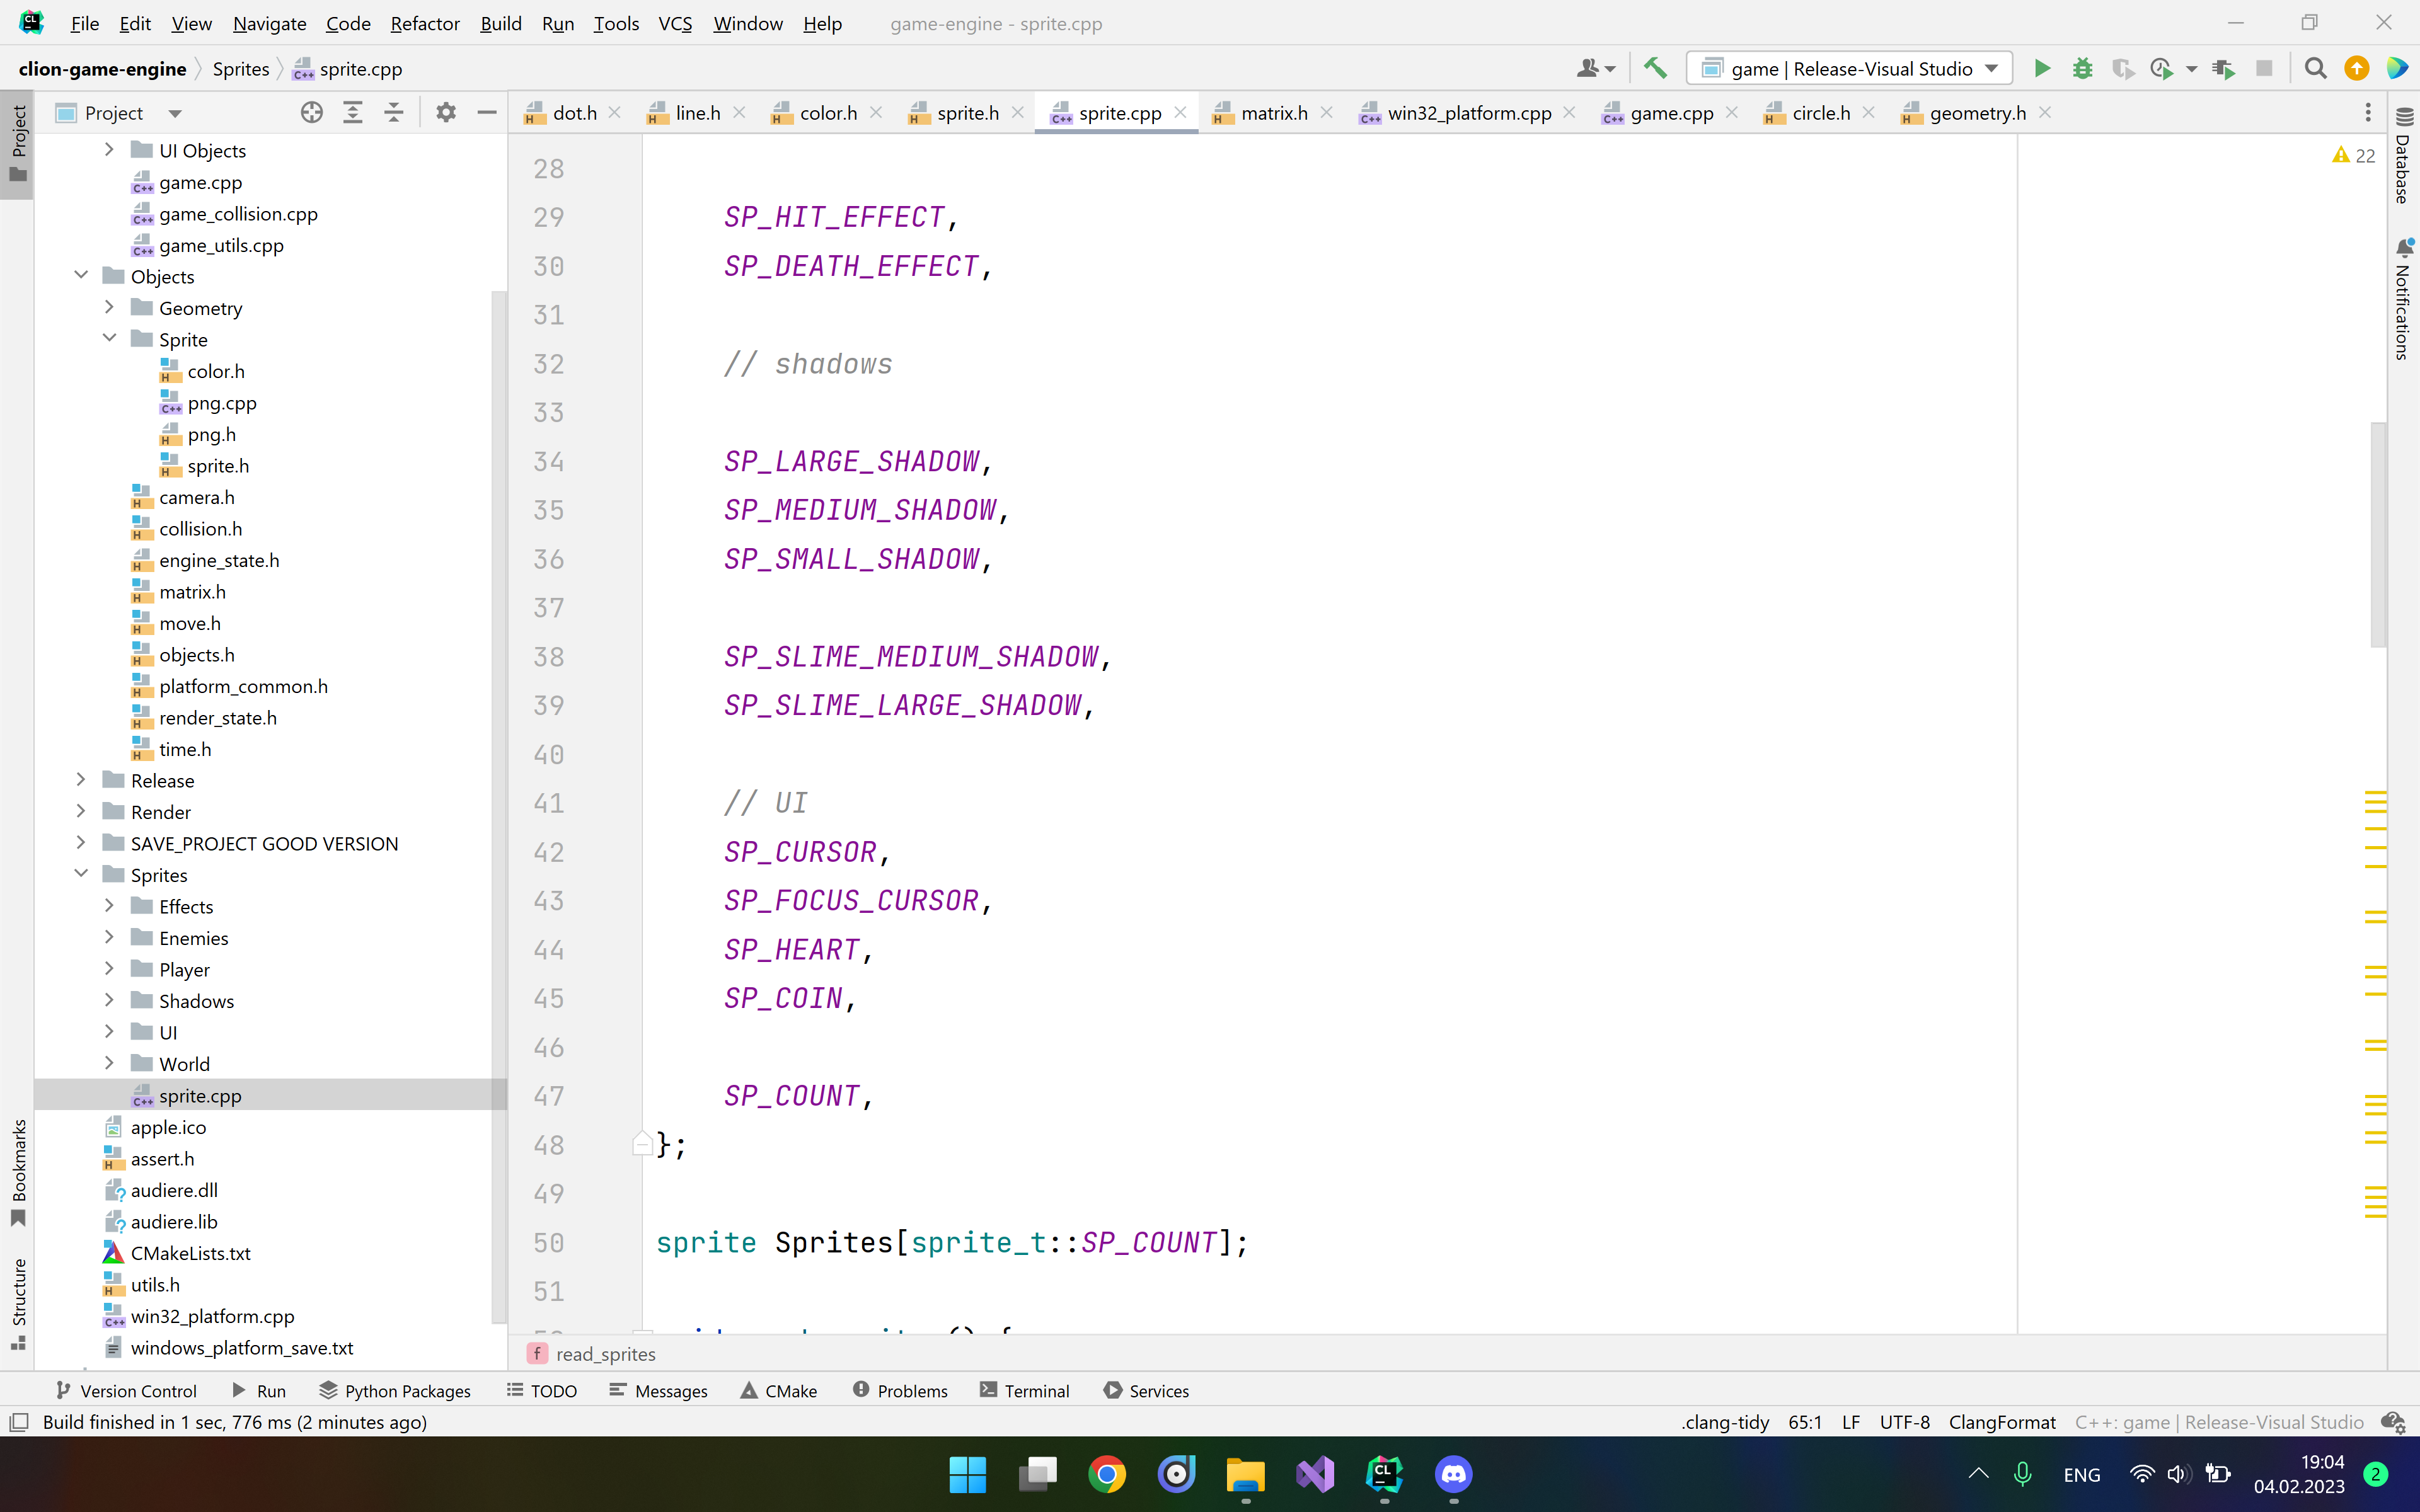 File Edit View Navigate Code Refactor Build Run Tools VCS Window Help game-engine - sprite.cpp
clion-game-engine Sprites sprite.cpp game | Release-Visual Studio
Project dot.h line.h color.h sprite.h sprite.cpp matrix.h win32_platform.cpp game.cpp circle.h geometry.h
Project
Database
Notifications
Bookmarks
Structure
22
UI Objects
game.cpp
game_collision.cpp
game_utils.cpp
Objects
Geometry
Sprite
color.h
png.cpp
png.h
sprite.h
camera.h
collision.h
engine_state.h
matrix.h
move.h
objects.h
platform_common.h
render_state.h
time.h
Release
Render
SAVE_PROJECT GOOD VERSION
Sprites
Effects
Enemies
Player
Shadows
UI
World
sprite.cpp
apple.ico
assert.h
audiere.dll
audiere.lib
CMakeLists.txt
utils.h
win32_platform.cpp
windows_platform_save.txt
28
29 SP_HIT_EFFECT,
30 SP_DEATH_EFFECT,
31
32 // shadows
33
34 SP_LARGE_SHADOW,
35 SP_MEDIUM_SHADOW,
36 SP_SMALL_SHADOW,
37
38 SP_SLIME_MEDIUM_SHADOW,
39 SP_SLIME_LARGE_SHADOW,
40
41 // UI
42 SP_CURSOR,
43 SP_FOCUS_CURSOR,
44 SP_HEART,
45 SP_COIN,
46
47 SP_COUNT,
48 };
49
50 sprite Sprites[sprite_t::SP_COUNT];
51
f read_sprites
Version Control Run Python Packages TODO Messages CMake Problems Terminal Services
Build finished in 1 sec, 776 ms (2 minutes ago) .clang-tidy 65:1 LF UTF-8 ClangFormat C++: game | Release-Visual Studio
ENG 19:04
04.02.2023 2